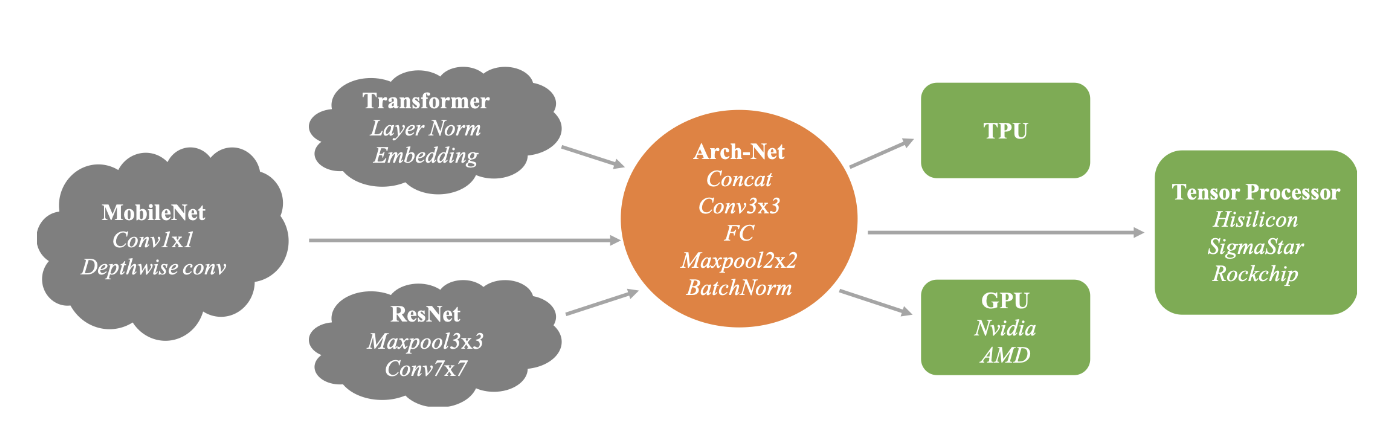 MobileNet
Conv1x1
Depthwise conv
Transformer
Layer Norm
Embedding
ResNet
Maxpool3x3
Conv7x7
Arch-Net
Concat
Conv3x3
FC
Maxpool2x2
BatchNorm
TPU
GPU
Nvidia
AMD
Tensor Processor
Hisilicon
SigmaStar
Rockchip